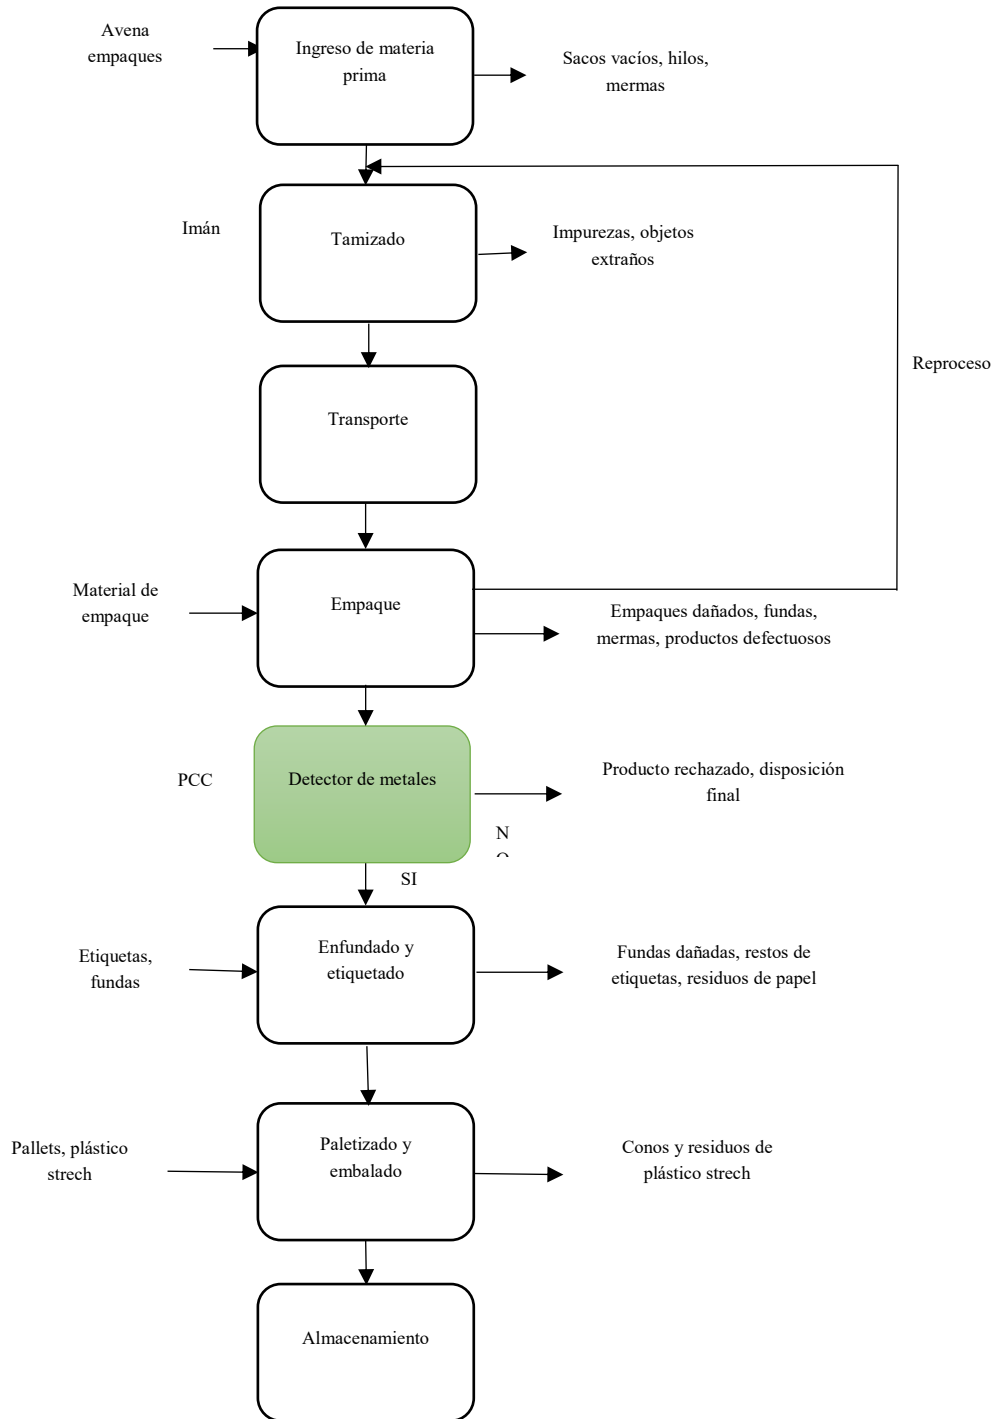 Avena
empaques
Ingreso de materia
prima
Sacos vacíos, hilos,
mermas
Imán
Tamizado
Impurezas, objetos
extraños
Reproceso
Transporte
Material de
empaque
Empaque
Empaques dañados, fundas,
mermas, productos defectuosos
PCC
Detector de metales
Producto rechazado, disposición
final
N
O
SI
Etiquetas,
fundas
Enfundado y
etiquetado
Fundas dañadas, restos de
etiquetas, residuos de papel
Pallets, plástico
strech
Paletizado y
embalado
Conos y residuos de
plástico strech
Almacenamiento